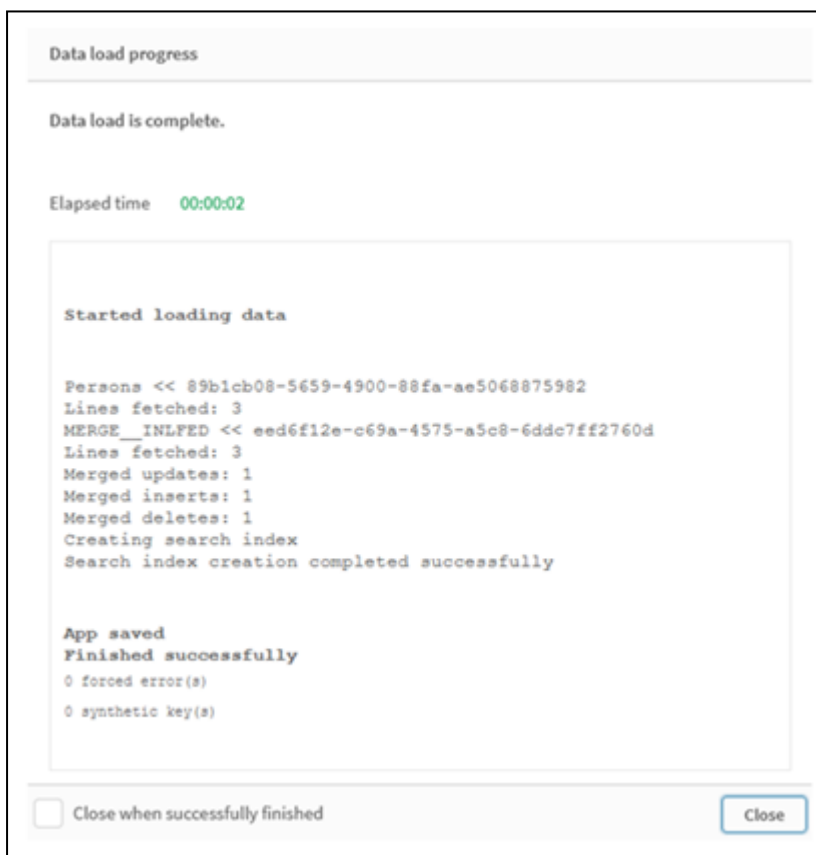 Data load progress
Data load is complete.
Elapsed time 00:00:02
Started loading data
Persons << 89b1cb08-5659-4900-88fa-ae5068875982
Lines fetched: 3
MERGE__INLFED << eed6f12e-c69a-4575-a5c8-6ddc7ff2760d
Lines fetched: 3
Merged updates: 1
Merged inserts: 1
Merged deletes: 1
Creating search index
Search index creation completed successfully
App saved
Finished successfully
0 forced error(s)
0 synthetic key(s)
Close when successfully finished
Close